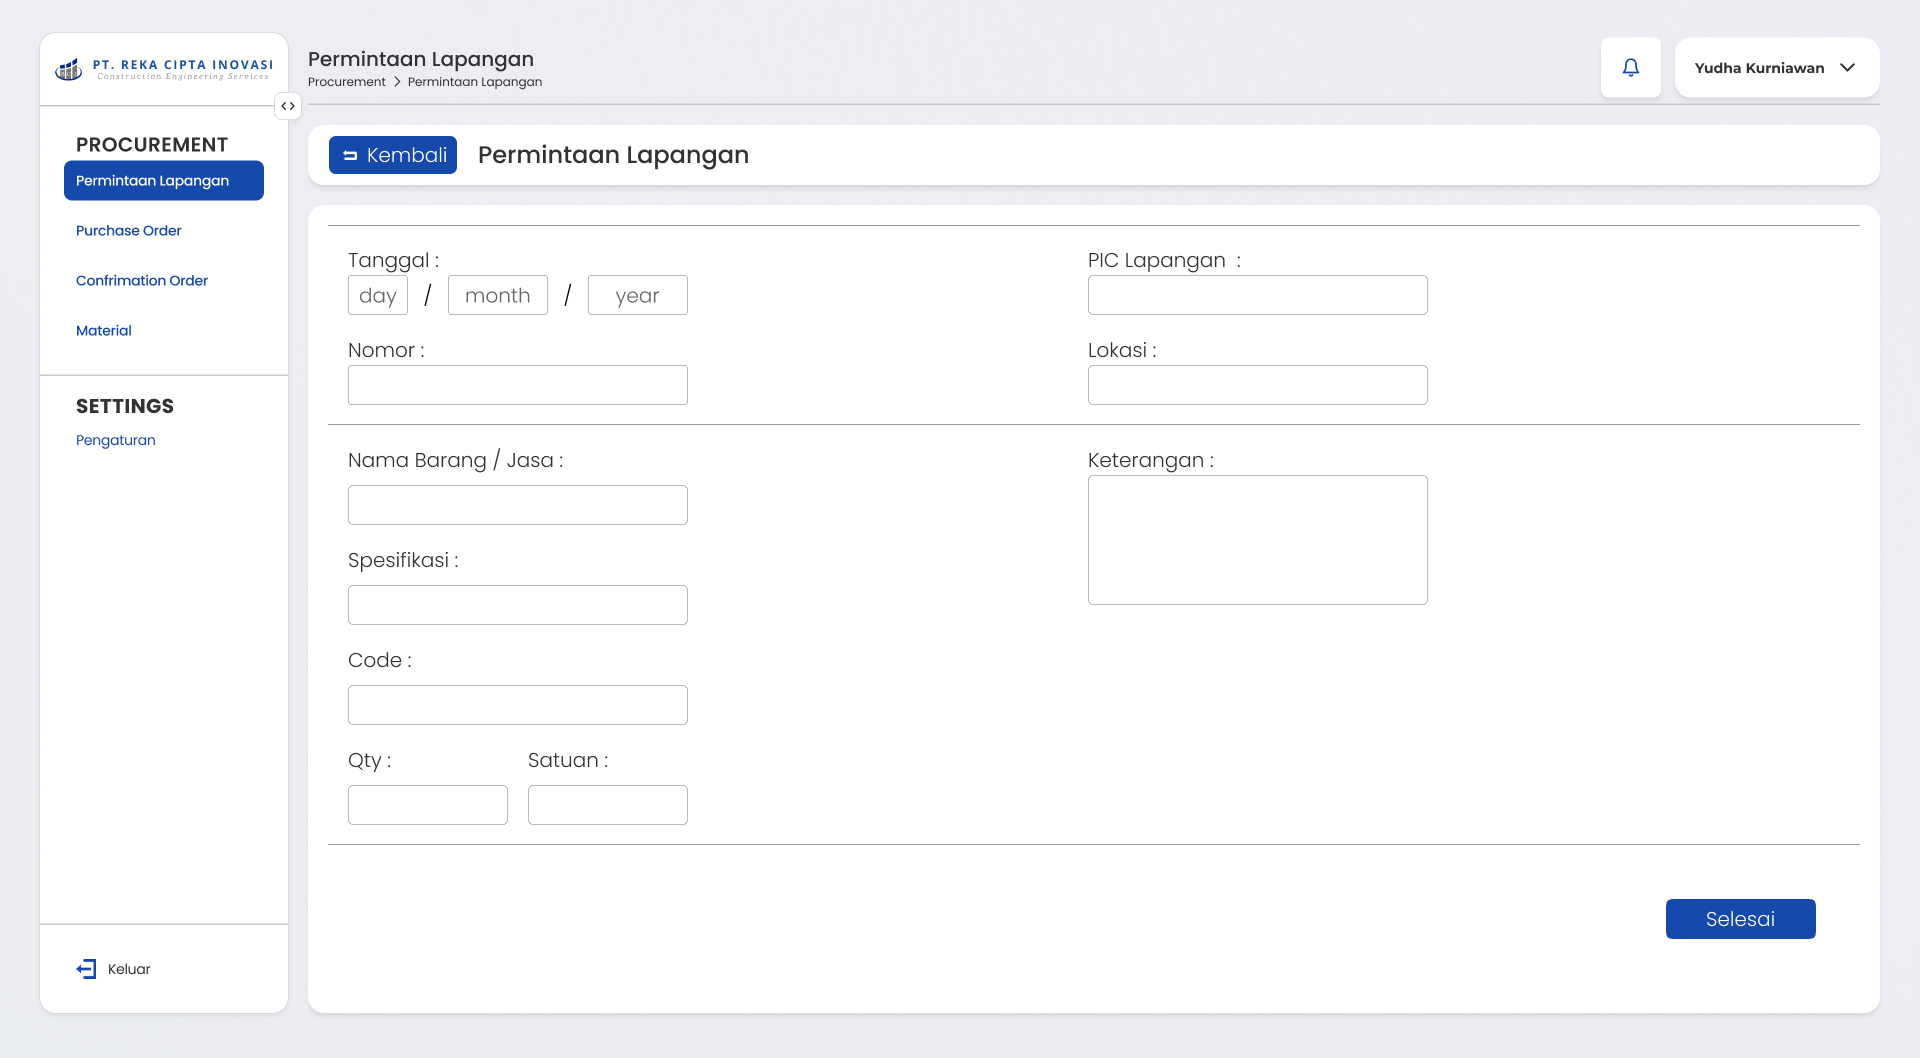 PT. REKA CIPTA INOVASI
Construction Engineering Services
PROCUREMENT
Permintaan Lapangan
Purchase Order
Confrimation Order
Material
SETTINGS
Pengaturan
Keluar
Permintaan Lapangan
Procurement > Permintaan Lapangan
Yudha Kurniawan
Kembali
Permintaan Lapangan
Tanggal :
day / month / year
PIC Lapangan :
Nomor :
Lokasi :
Nama Barang / Jasa :
Keterangan :
Spesifikasi :
Code :
Qty :
Satuan :
Selesai